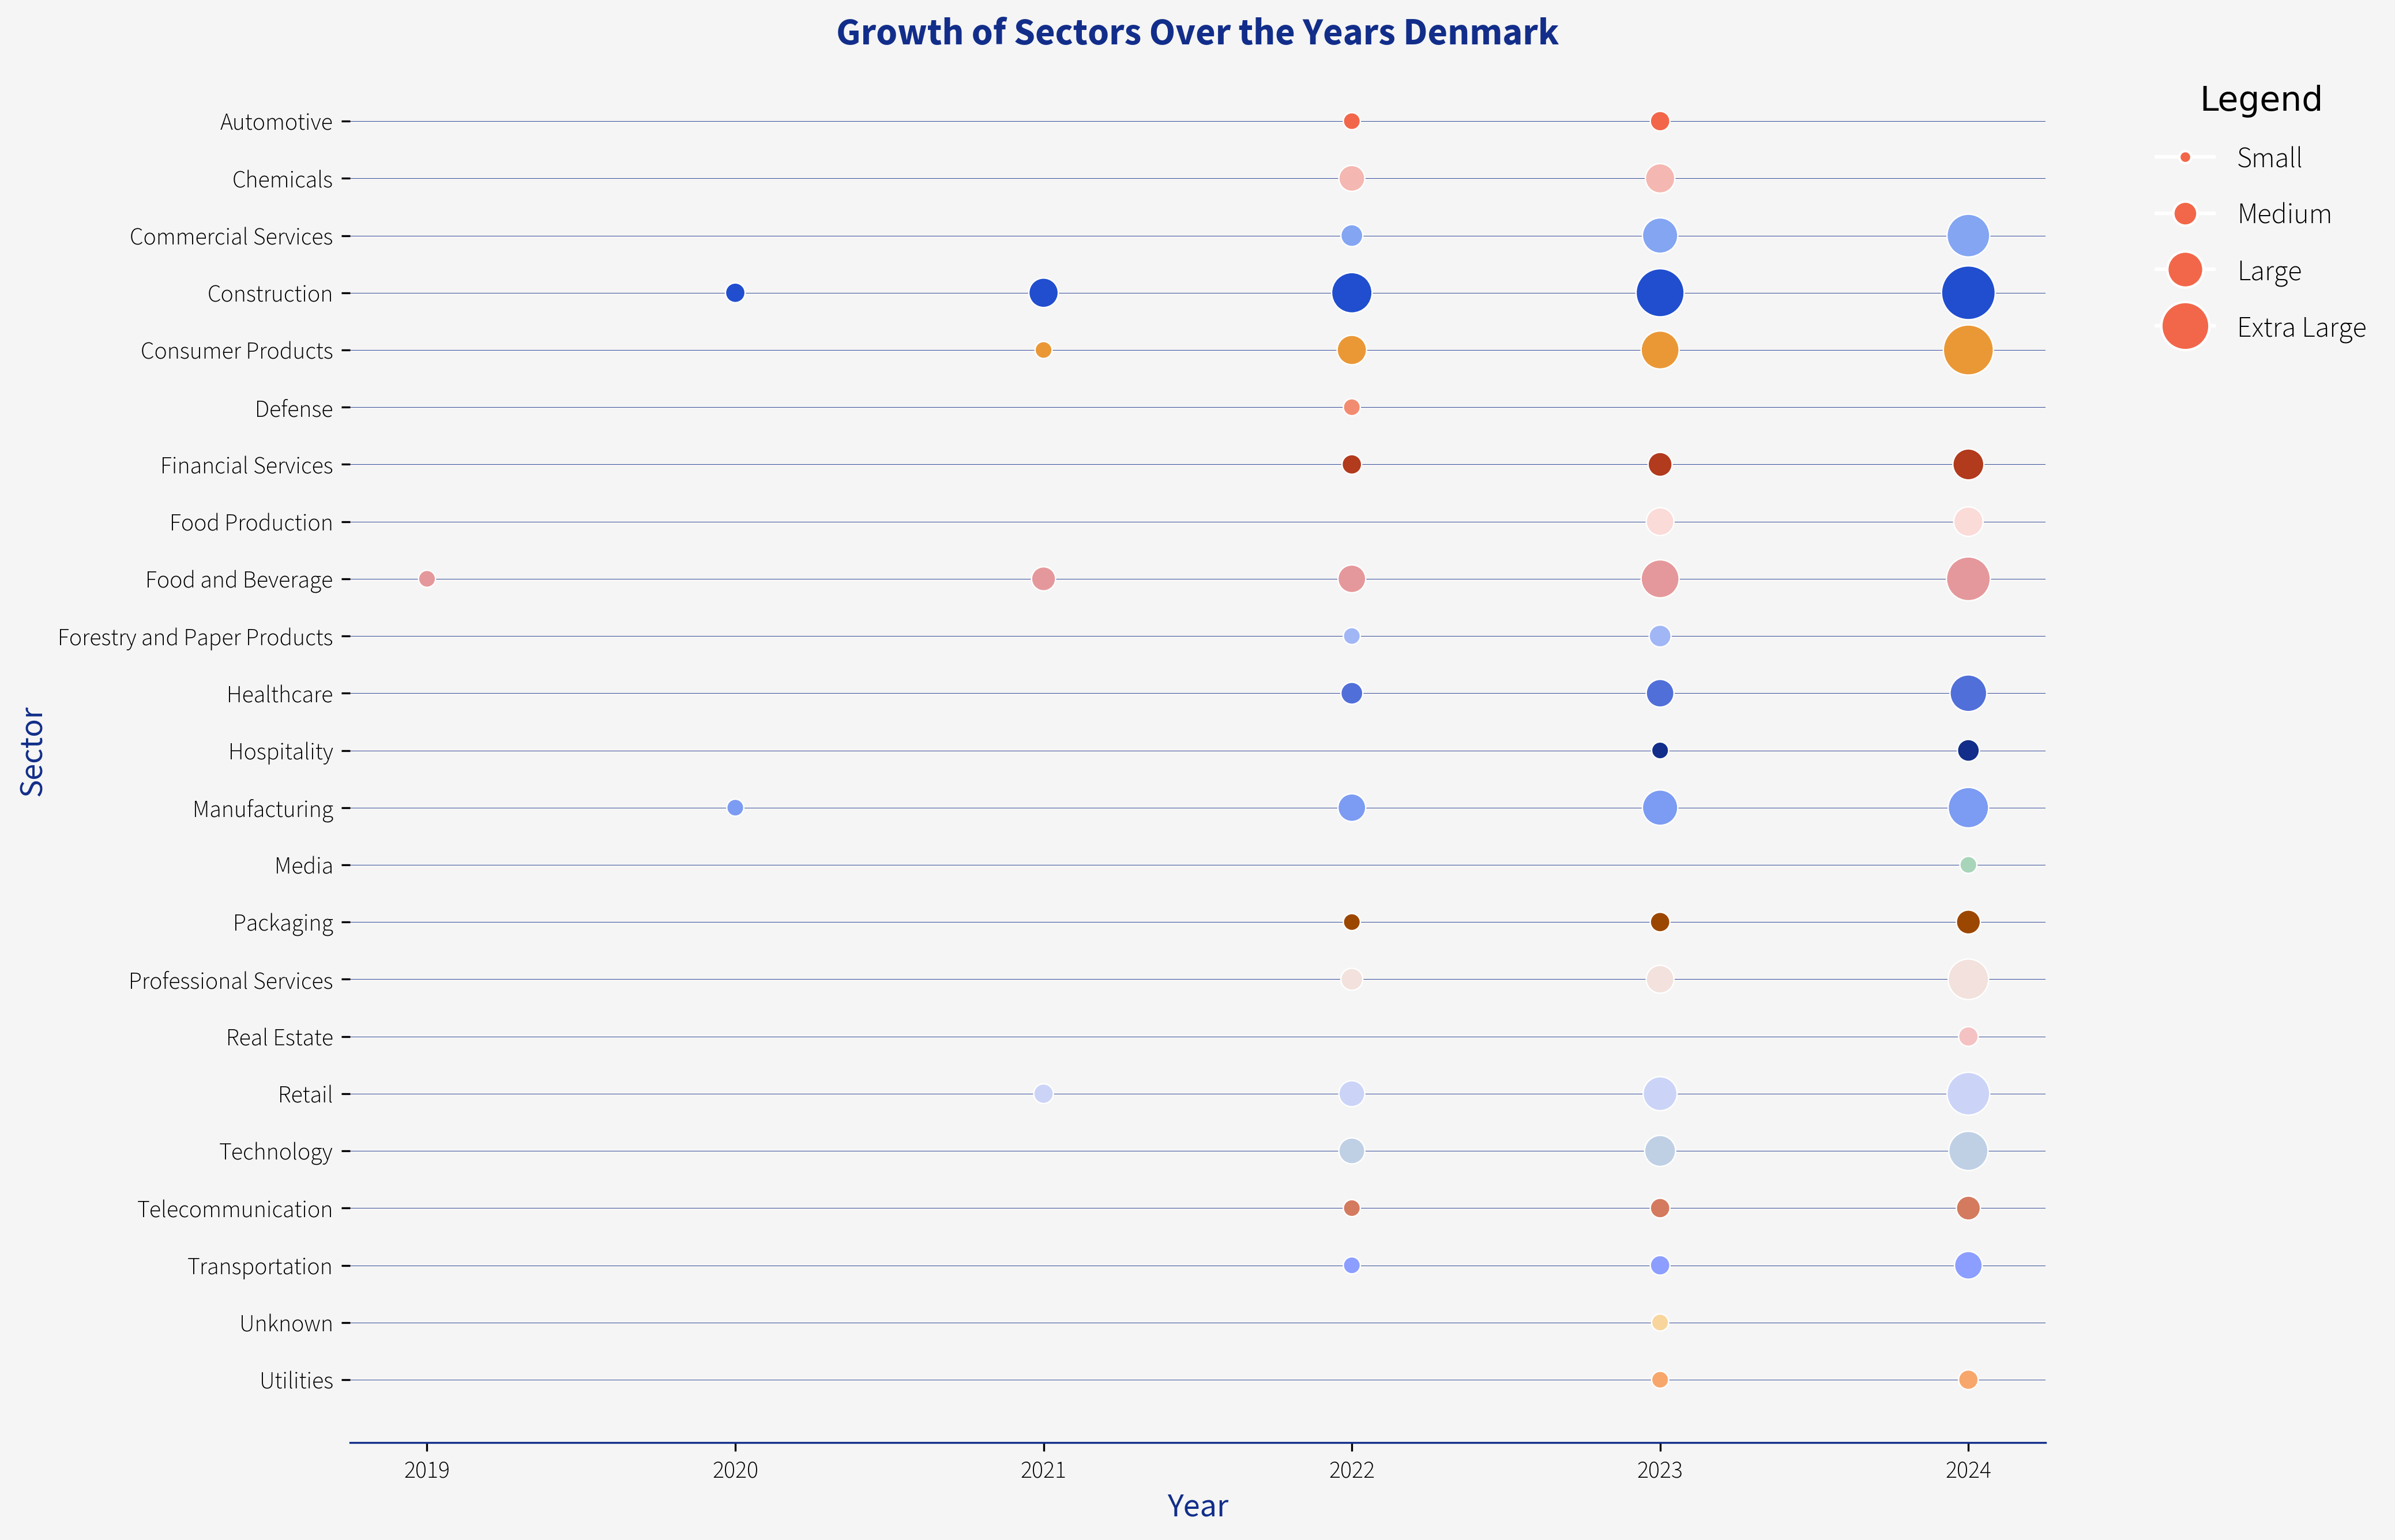 Growth of Sectors Over the Years Denmark
Legend
Small
Medium
Large
Extra Large
Sector
Automotive
Chemicals
Commercial Services
Construction
Consumer Products
Defense
Financial Services
Food Production
Food and Beverage
Forestry and Paper Products
Healthcare
Hospitality
Manufacturing
Media
Packaging
Professional Services
Real Estate
Retail
Technology
Telecommunication
Transportation
Unknown
Utilities
2019 2020 2021 2022 2023 2024
Year